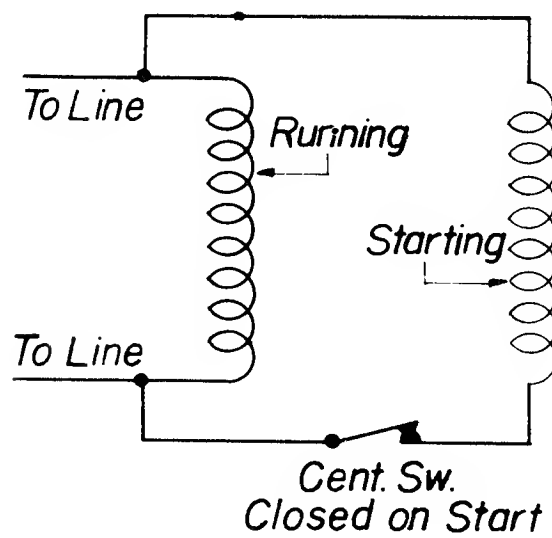 To Line
Running
Starting
To Line
Cent. Sw.
Closed on Start